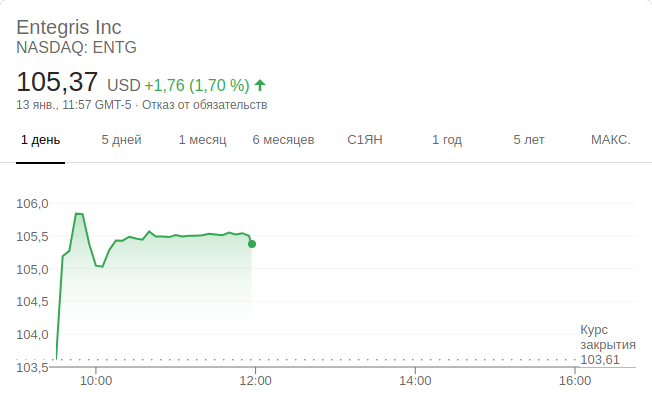 Entegris Inc
NASDAQ: ENTG
105,37 USD +1,76 (1,70 %)
13 янв., 11:57 GMT-5 · Отказ от обязательств
1 день 5 дней 1 месяц 6 месяцев С1ЯН 1 год 5 лет МАКС.
106,0
105,5
105,0
104,5
104,0
103,5
Курс
закрытия
103,61
10:00 12:00 14:00 16:00